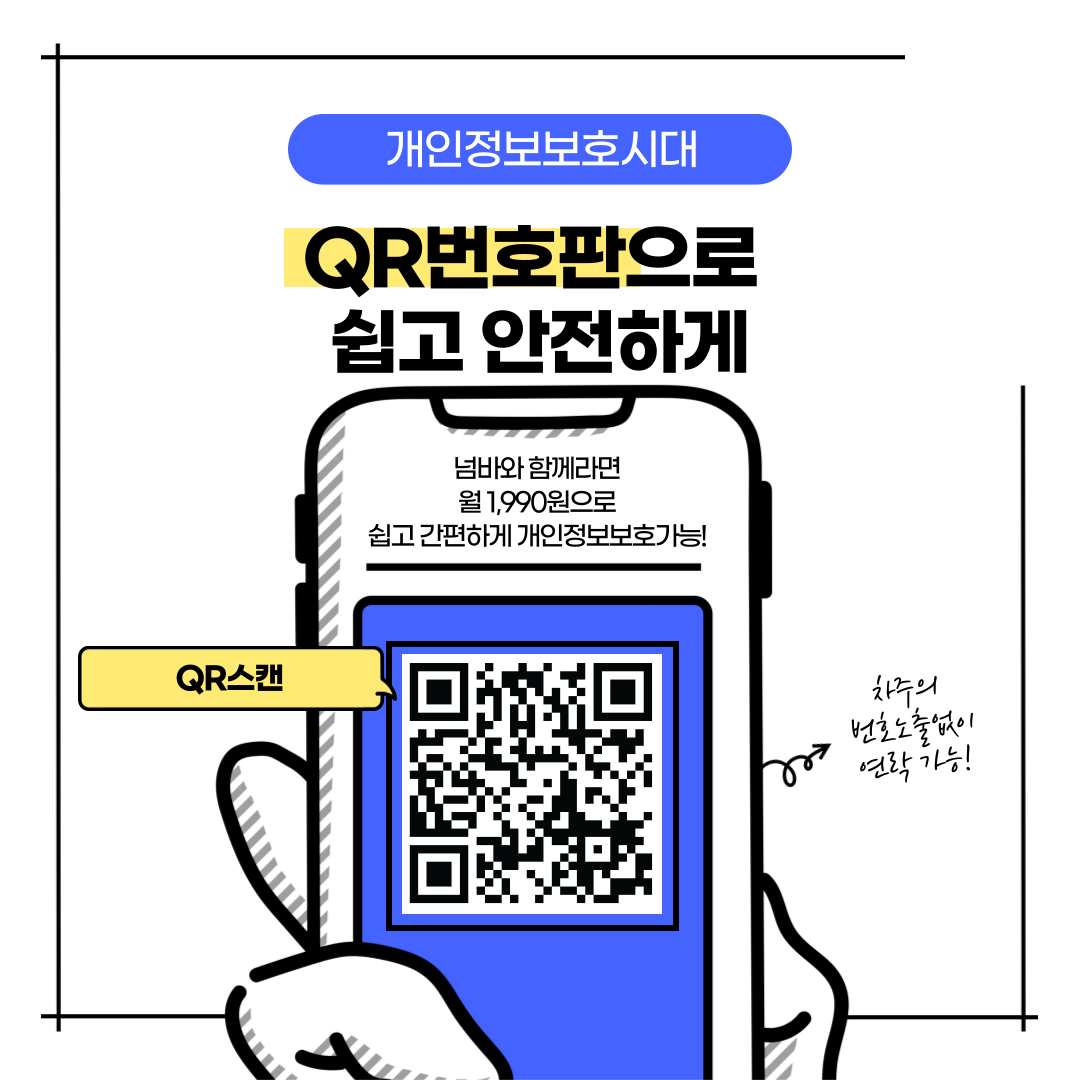 개인정보보호시대
QR번호판으로
쉽고 안전하게
넘바와 함께라면
월 1,990원으로
쉽고 간편하게 개인정보보호가능!
QR스캔
차주의
번호노출없이
연락 가능!